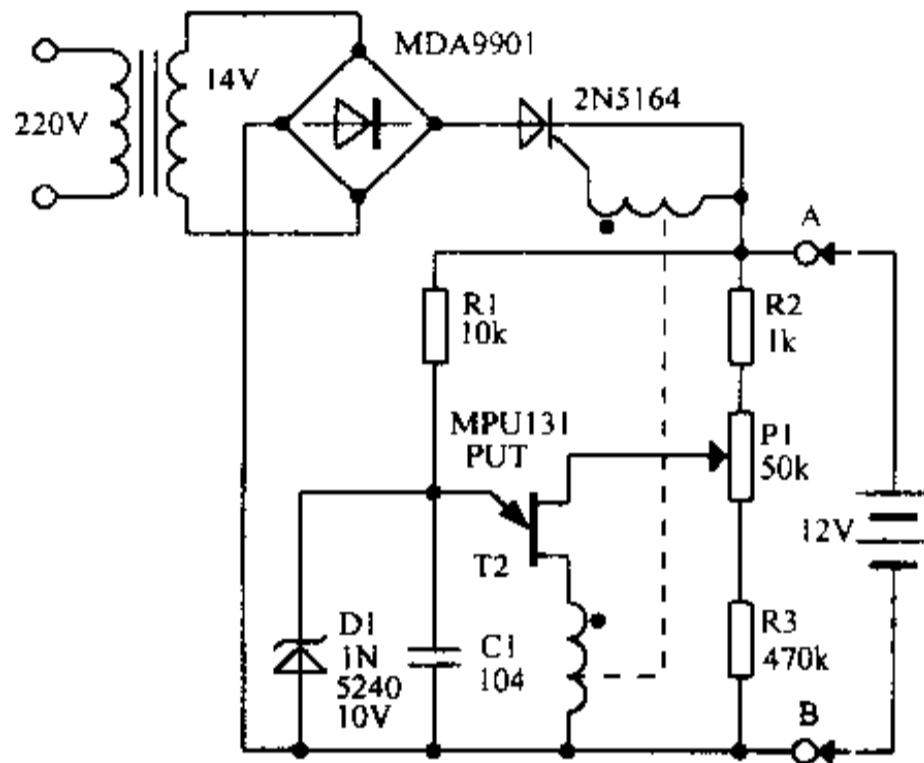 MDA9901
14V
2N5164
220V
A
R1
10k
R2
1k
MPU131
PUT
P1
50k
12V
T2
D1
1N
5240
10V
C1
104
R3
470k
B